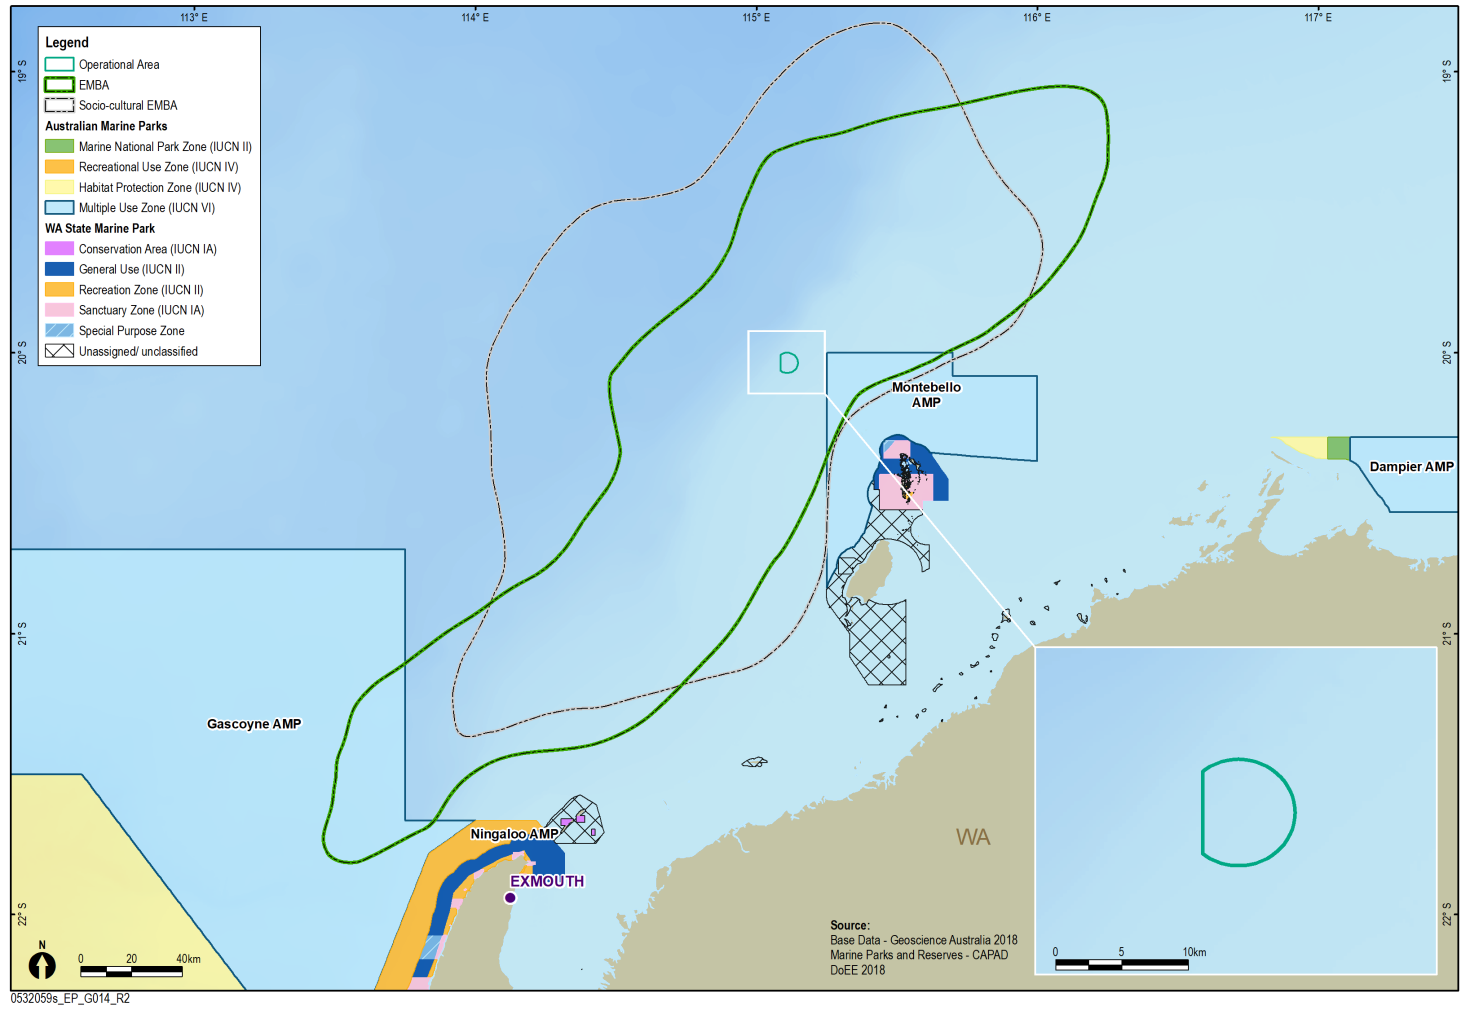 113° E
114° E
115° E
116° E
117° E
19° S
19° S
20° S
20° S
21° S
21° S
22° S
22° S
Legend
Operational Area
EMBA
Socio-cultural EMBA
Australian Marine Parks
Marine National Park Zone (IUCN II)
Recreational Use Zone (IUCN IV)
Habitat Protection Zone (IUCN IV)
Multiple Use Zone (IUCN VI)
WA State Marine Park
Conservation Area (IUCN IA)
General Use (IUCN II)
Recreation Zone (IUCN II)
Sanctuary Zone (IUCN IA)
Special Purpose Zone
Unassigned/ unclassified
Montebello
AMP
Dampier AMP
Gascoyne AMP
Ningaloo AMP
EXMOUTH
WA
Source:
Base Data - Geoscience Australia 2018
Marine Parks and Reserves - CAPAD
DoEE 2018
N
0 20 40km
0 5 10km
0532059s_EP_G014_R2